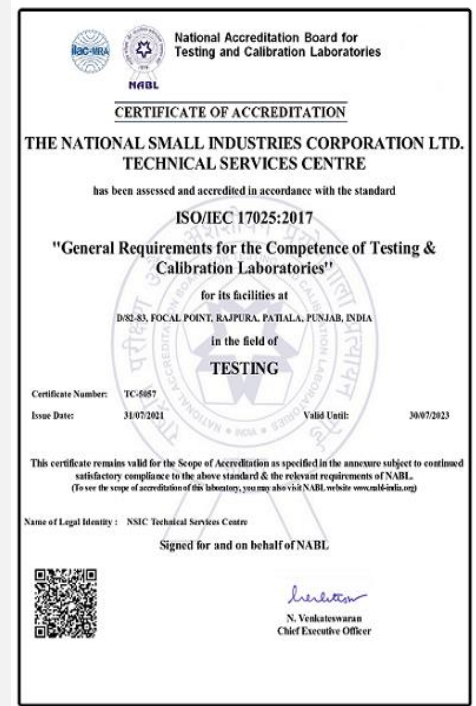 ilac-MRA
NABL
National Accreditation Board for
Testing and Calibration Laboratories
CERTIFICATE OF ACCREDITATION
THE NATIONAL SMALL INDUSTRIES CORPORATION LTD.
TECHNICAL SERVICES CENTRE
has been assessed and accredited in accordance with the standard
ISO/IEC 17025:2017
"General Requirements for the Competence of Testing &
Calibration Laboratories"
for its facilities at
D/82-83, FOCAL POINT, RAJPURA, PATIALA, PUNJAB, INDIA
in the field of
TESTING
Certificate Number: TC-5057
Issue Date: 31/07/2021 Valid Until: 30/07/2023
This certificate remains valid for the Scope of Accreditation as specified in the annexure subject to continued
satisfactory compliance to the above standard & the relevant requirements of NABL.
(To see the scope of accreditation of this laboratory, you may also visit NABL website www.nabl-india.org)
Name of Legal Identity : NSIC Technical Services Centre
Signed for and on behalf of NABL
N. Venkateswaran
Chief Executive Officer